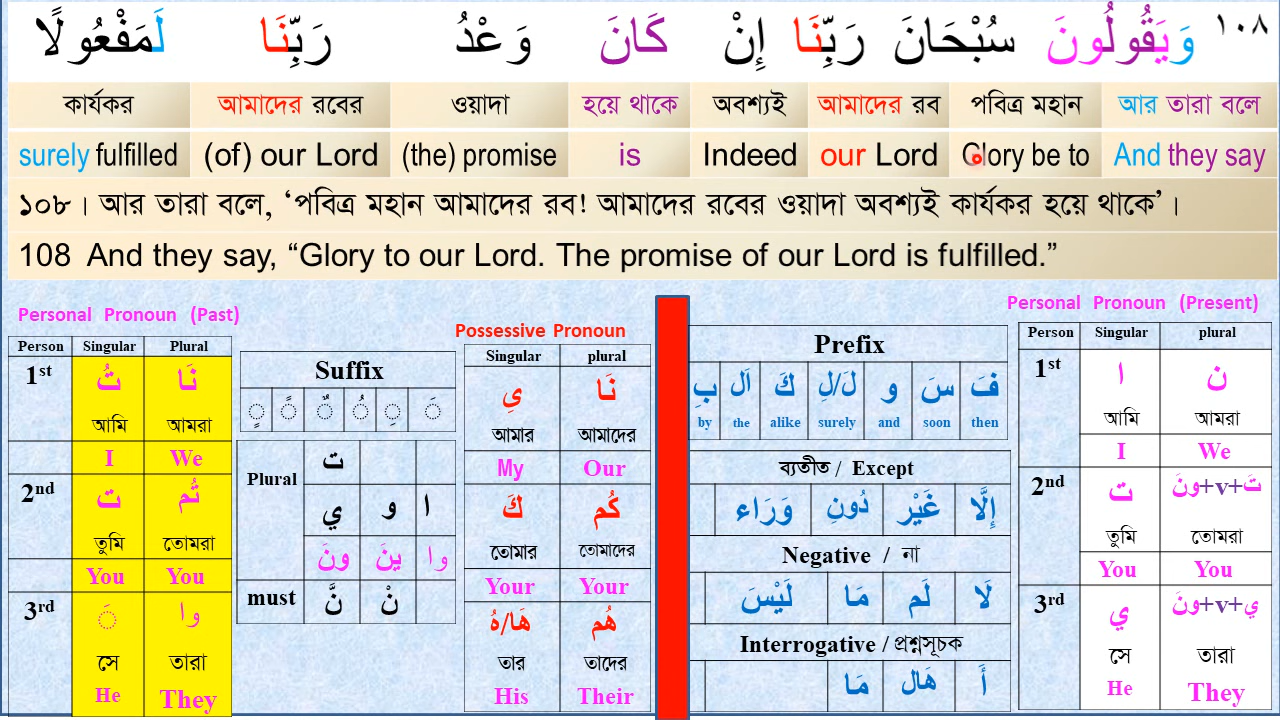 ١٠٨ وَيَقُولُونَ سُبْحَانَ رَبِّنَا إِنْ كَانَ وَعْدُ رَبِّنَا لَمَفْعُولًا
কার্যকর আমাদের রবের ওয়াদা হয়ে থাকে অবশ্যই আমাদের রব পবিত্র মহান আর তারা বলে
surely fulfilled (of) our Lord (the) promise is Indeed our Lord Glory be to And they say
১০৮। আর তারা বলে, ‘পবিত্র মহান আমাদের রব! আমাদের রবের ওয়াদা অবশ্যই কার্যকর হয়ে থাকে’।
108 And they say, “Glory to our Lord. The promise of our Lord is fulfilled.”
Personal Pronoun (Past)
Person Singular Plural
1st تُ نَا
আমি আমরা
I We
2nd ت تُم
তুমি তোমরা
You You
3rd َ وا
সে তারা
He They
Suffix
ٍ ً ٌ ُ ِ َ
Plural ت
ي و ا
ونَ ينَ وا
must نَّ نْ
Possessive Pronoun
Singular plural
يِ نَا
আমার আমাদের
My Our
كَ كُم
তোমার তোমাদের
Your Your
هَا/هُ هُم
তার তাদের
His Their
Prefix
بِ اَل كَ لَ/لِ و سَ فَ
by the alike surely and soon then
ব্যতীত / Except
وَرَاء دُونِ غَيْر إِلَّا
Negative / না
لَيْسَ مَا لَم لَا
Interrogative / প্রশ্নসূচক
مَا هَال أَ
Personal Pronoun (Present)
Person Singular plural
1st ا ن
আমি আমরা
I We
2nd ت تَ+v+ونَ
তুমি তোমরা
You You
3rd ي ي+v+ونَ
সে তারা
He They